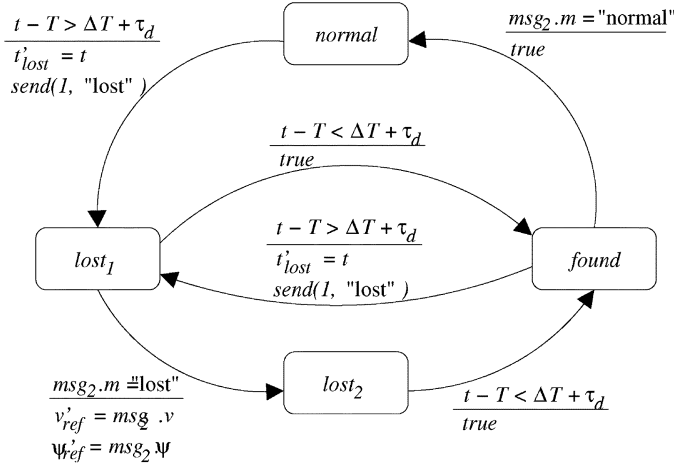 t – T > ΔT + τd
t'lost = t
send(1, "lost" )
normal
msg2.m = "normal"
true
t – T < ΔT + τd
true
lost1
t – T > ΔT + τd
t'lost = t
send(1, "lost" )
found
msg2.m ="lost"
v'ref = msg2.v
ψ'ref = msg2.ψ
lost2
t – T < ΔT + τd
true